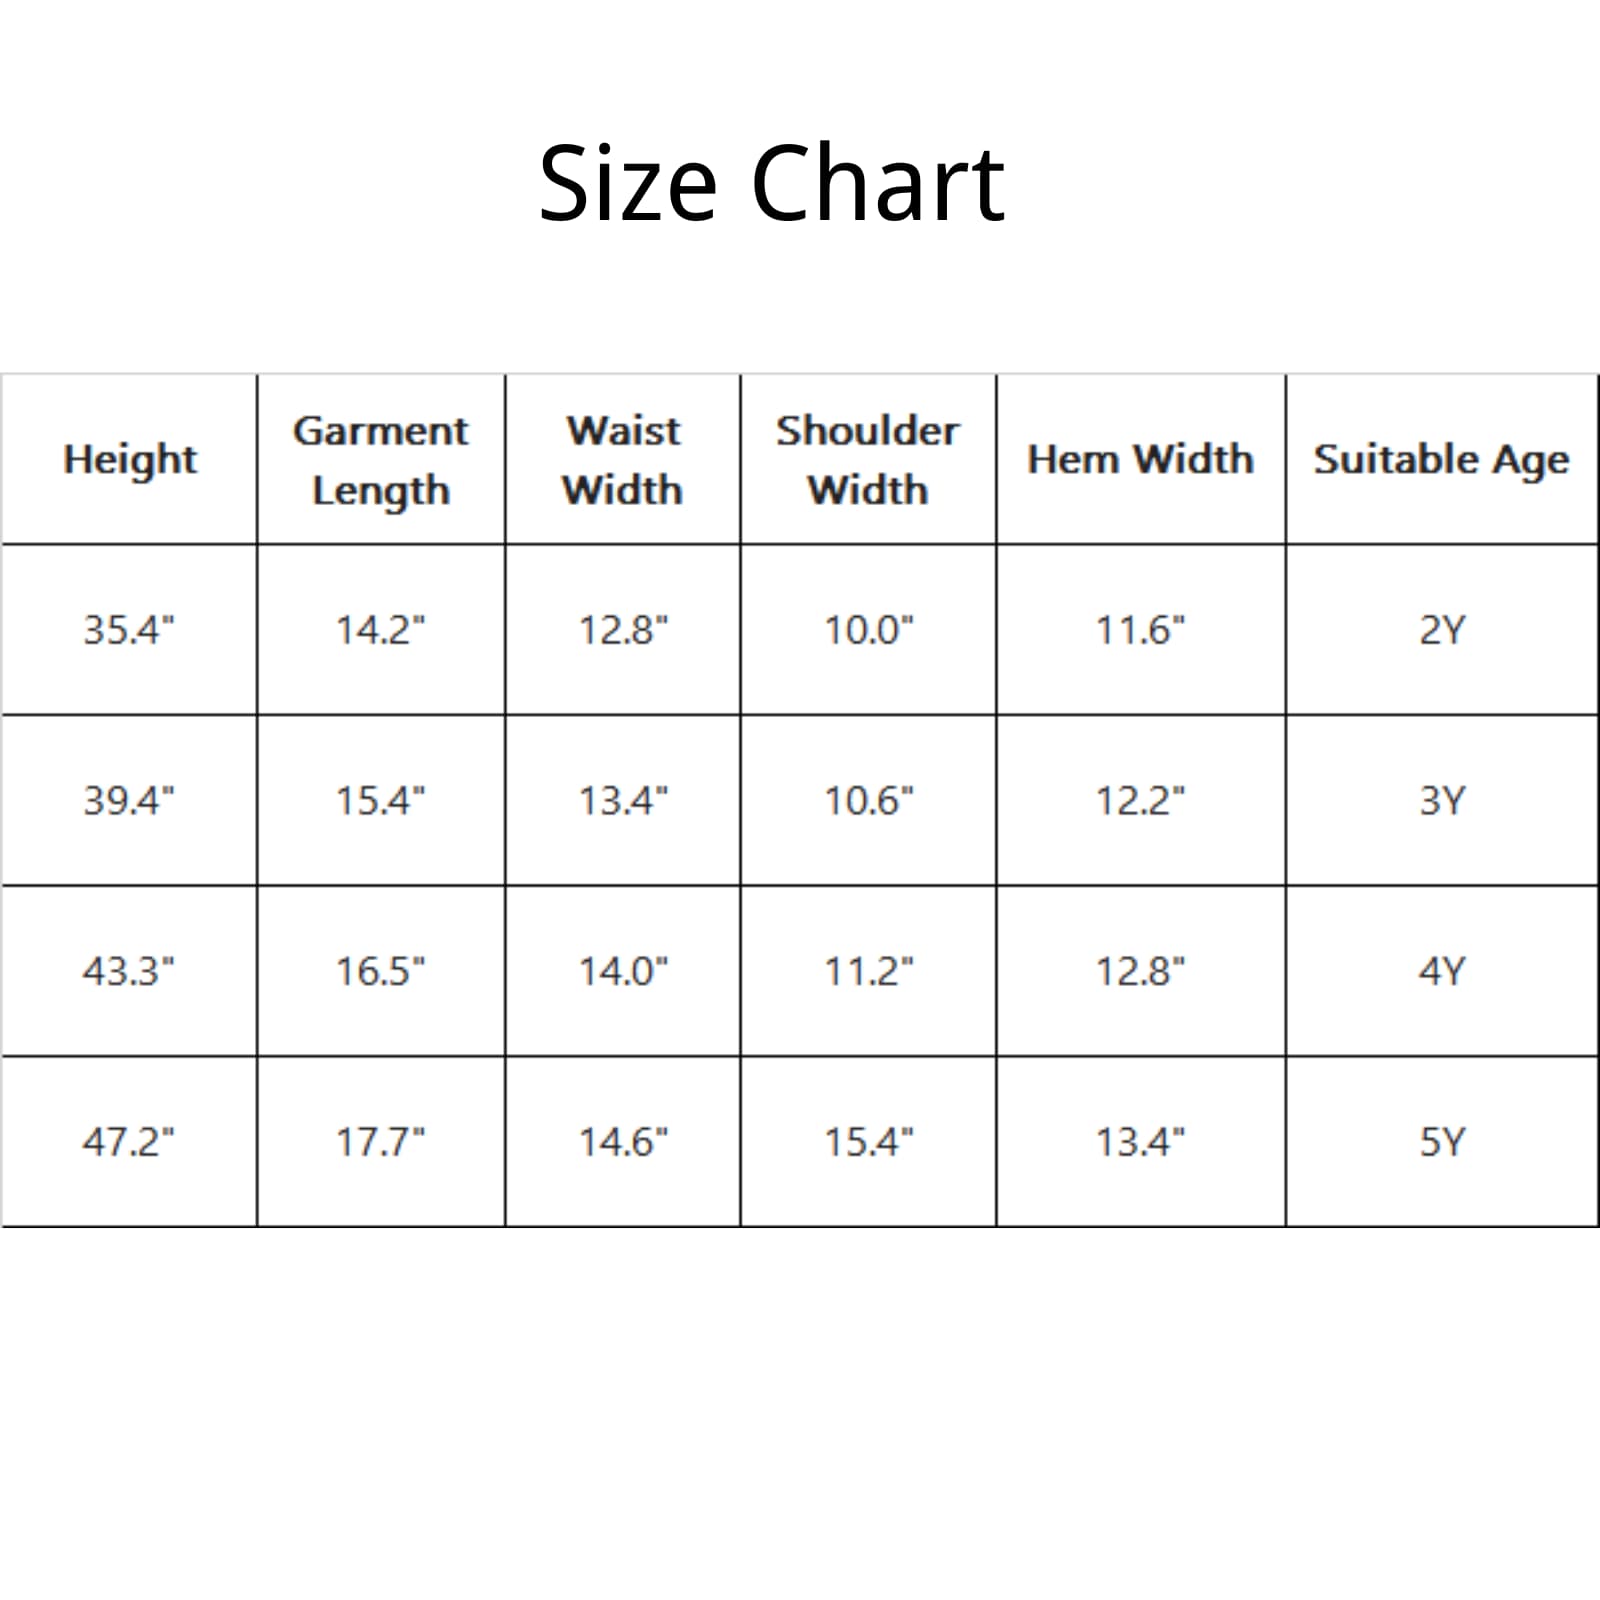 Size Chart
Height Garment Length Waist Width Shoulder Width Hem Width Suitable Age
35.4" 14.2" 12.8" 10.0" 11.6" 2Y
39.4" 15.4" 13.4" 10.6" 12.2" 3Y
43.3" 16.5" 14.0" 11.2" 12.8" 4Y
47.2" 17.7" 14.6" 15.4" 13.4" 5Y